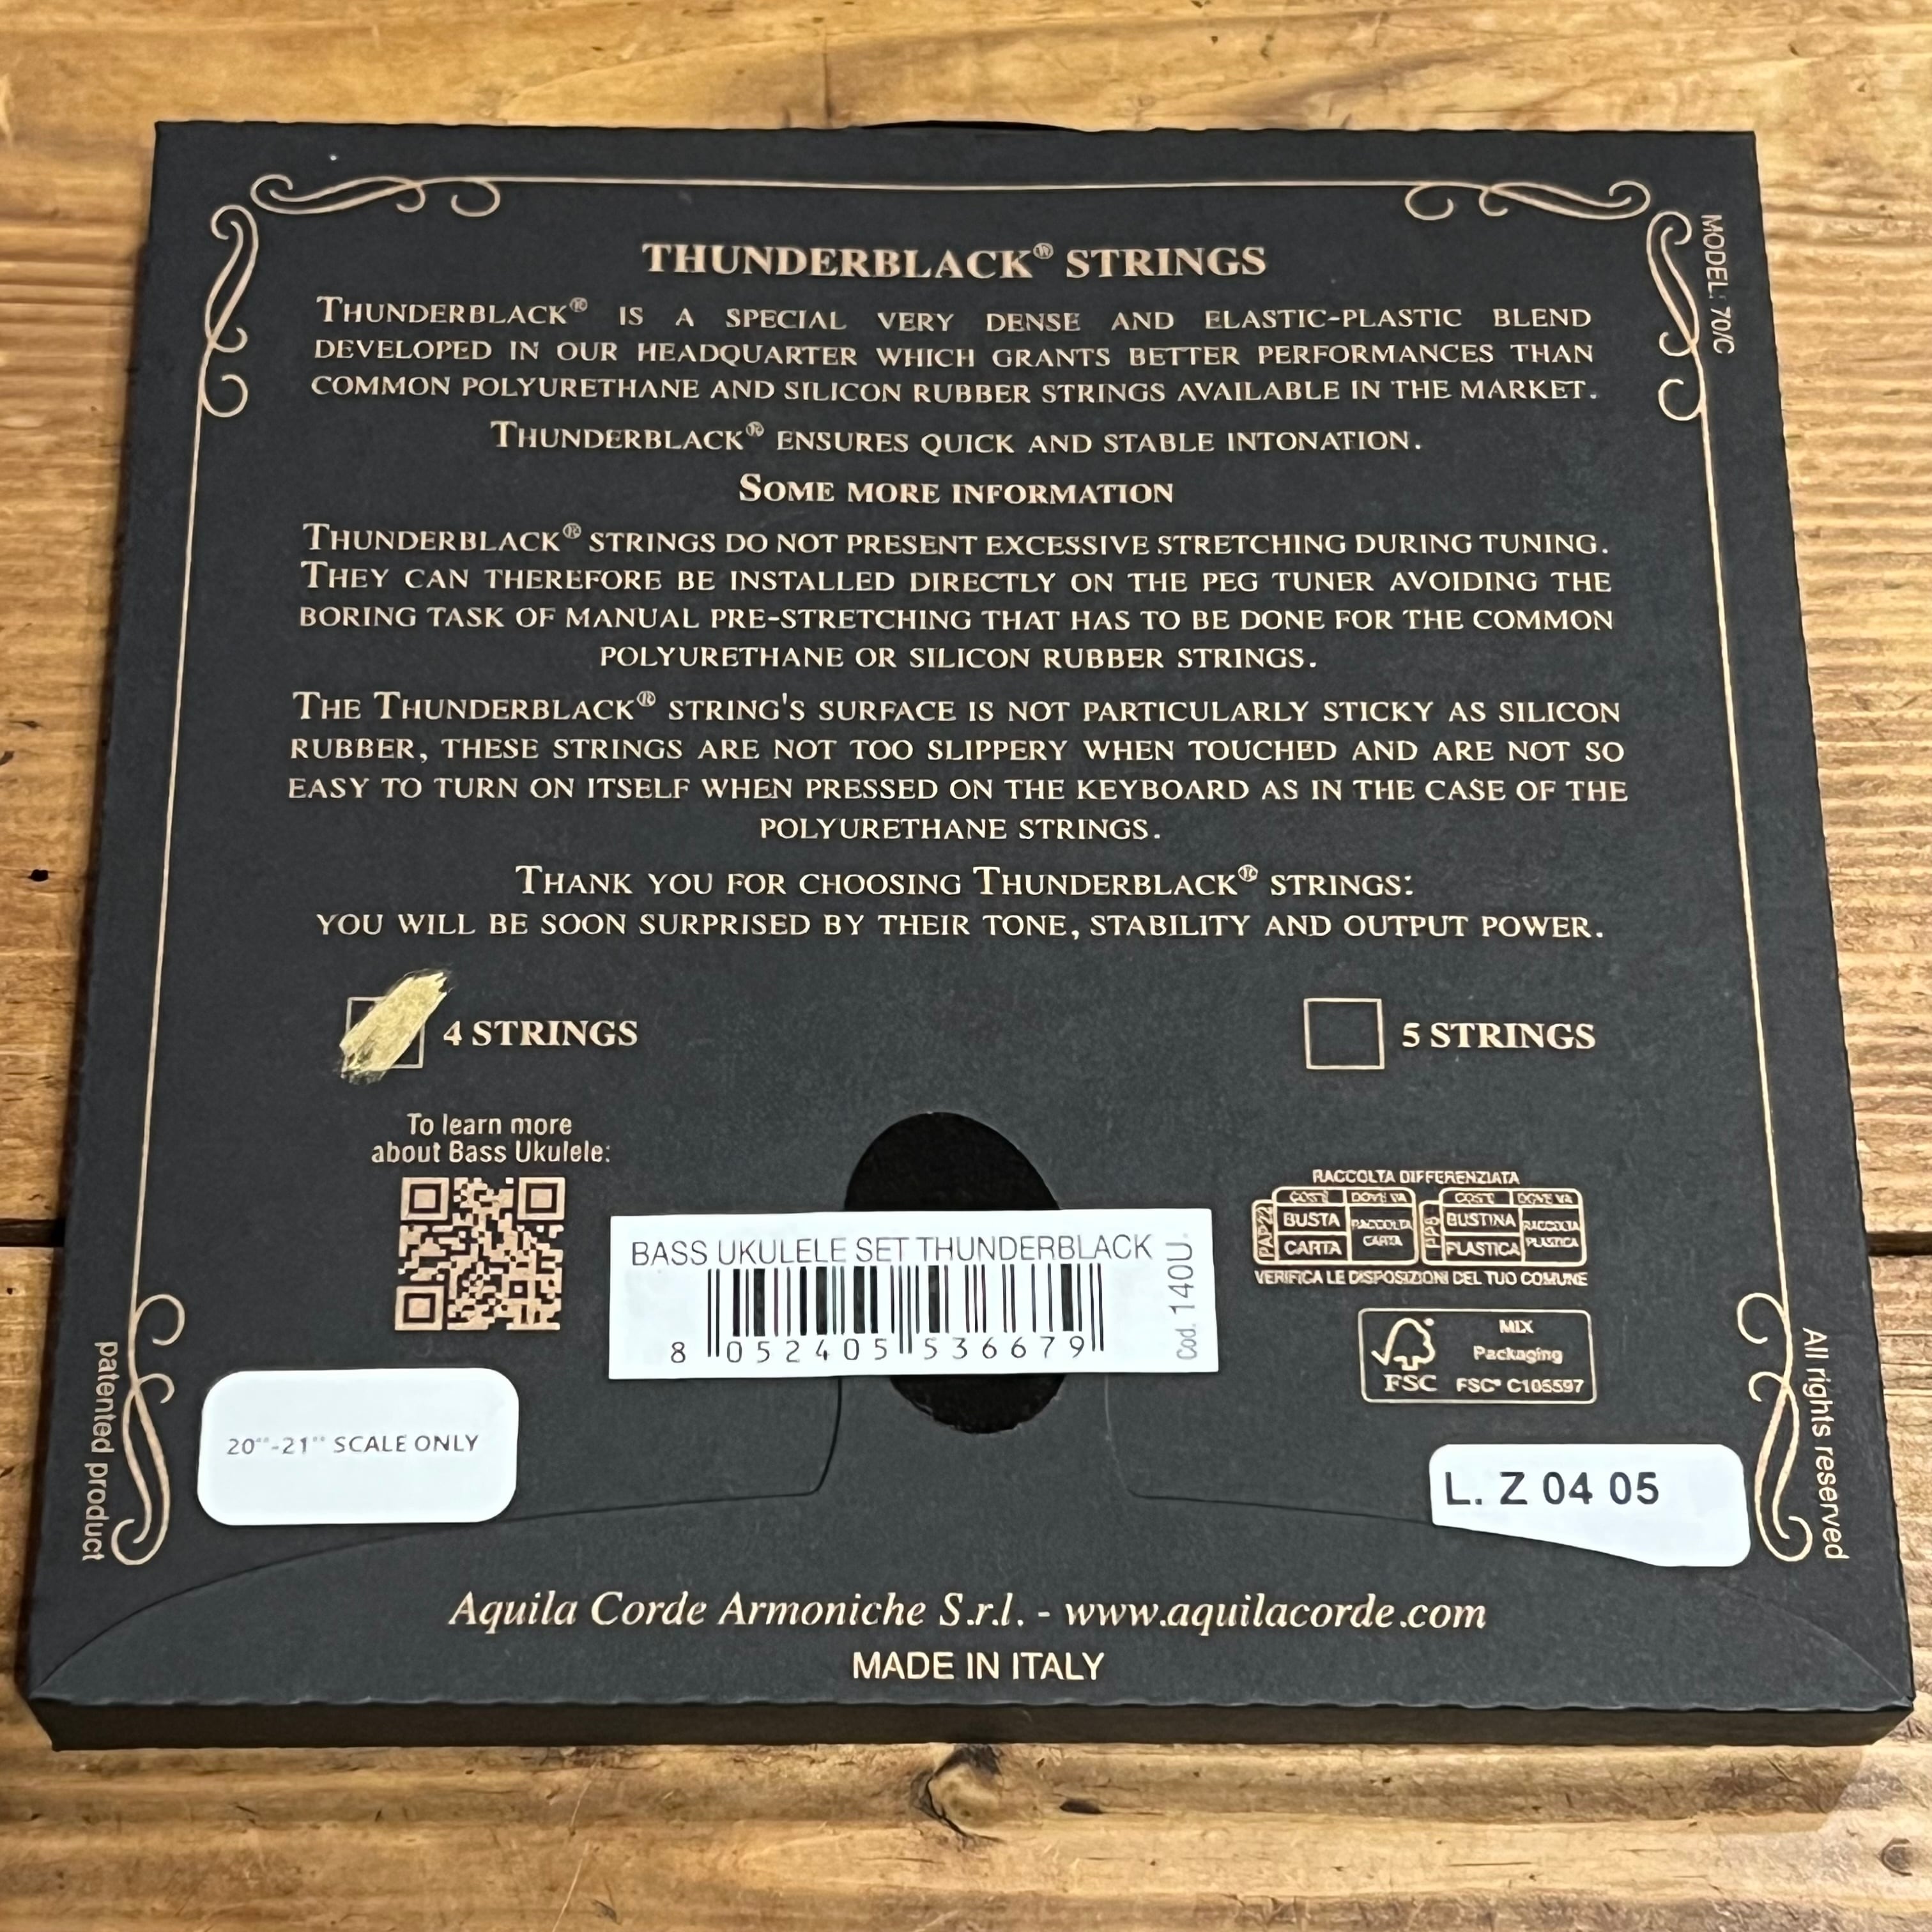 MODEL: 70/C
THUNDERBLACK® STRINGS
THUNDERBLACK® IS A SPECIAL VERY DENSE AND ELASTIC-PLASTIC BLEND
DEVELOPED IN OUR HEADQUARTER WHICH GRANTS BETTER PERFORMANCES THAN
COMMON POLYURETHANE AND SILICON RUBBER STRINGS AVAILABLE IN THE MARKET.
THUNDERBLACK® ENSURES QUICK AND STABLE INTONATION.
SOME MORE INFORMATION
THUNDERBLACK® STRINGS DO NOT PRESENT EXCESSIVE STRETCHING DURING TUNING.
THEY CAN THEREFORE BE INSTALLED DIRECTLY ON THE PEG TUNER AVOIDING THE
BORING TASK OF MANUAL PRE-STRETCHING THAT HAS TO BE DONE FOR THE COMMON
POLYURETHANE OR SILICON RUBBER STRINGS.
THE THUNDERBLACK® STRING'S SURFACE IS NOT PARTICULARLY STICKY AS SILICON
RUBBER, THESE STRINGS ARE NOT TOO SLIPPERY WHEN TOUCHED AND ARE NOT SO
EASY TO TURN ON ITSELF WHEN PRESSED ON THE KEYBOARD AS IN THE CASE OF THE
POLYURETHANE STRINGS.
THANK YOU FOR CHOOSING THUNDERBLACK® STRINGS:
YOU WILL BE SOON SURPRISED BY THEIR TONE, STABILITY AND OUTPUT POWER.
4 STRINGS
5 STRINGS
To learn more
about Bass Ukulele:
BASS UKULELE SET THUNDERBLACK
8 052405 536679
Cod. 140U.
RACCOLTA DIFFERENZIATA
COS'È DOVE VA COS'È DOVE VA
PAP22 BUSTA CARTA RACCOLTA CARTA
BUSTINA PLASTICA RACCOLTA PLASTICA
VERIFICA LE DISPOSIZIONI DEL TUO COMUNE
FSC
MIX
Packaging
FSC® C105597
20""-21"" SCALE ONLY
L. Z 04 05
patented product
All rights reserved
Aquila Corde Armoniche S.r.l. - www.aquilacorde.com
MADE IN ITALY